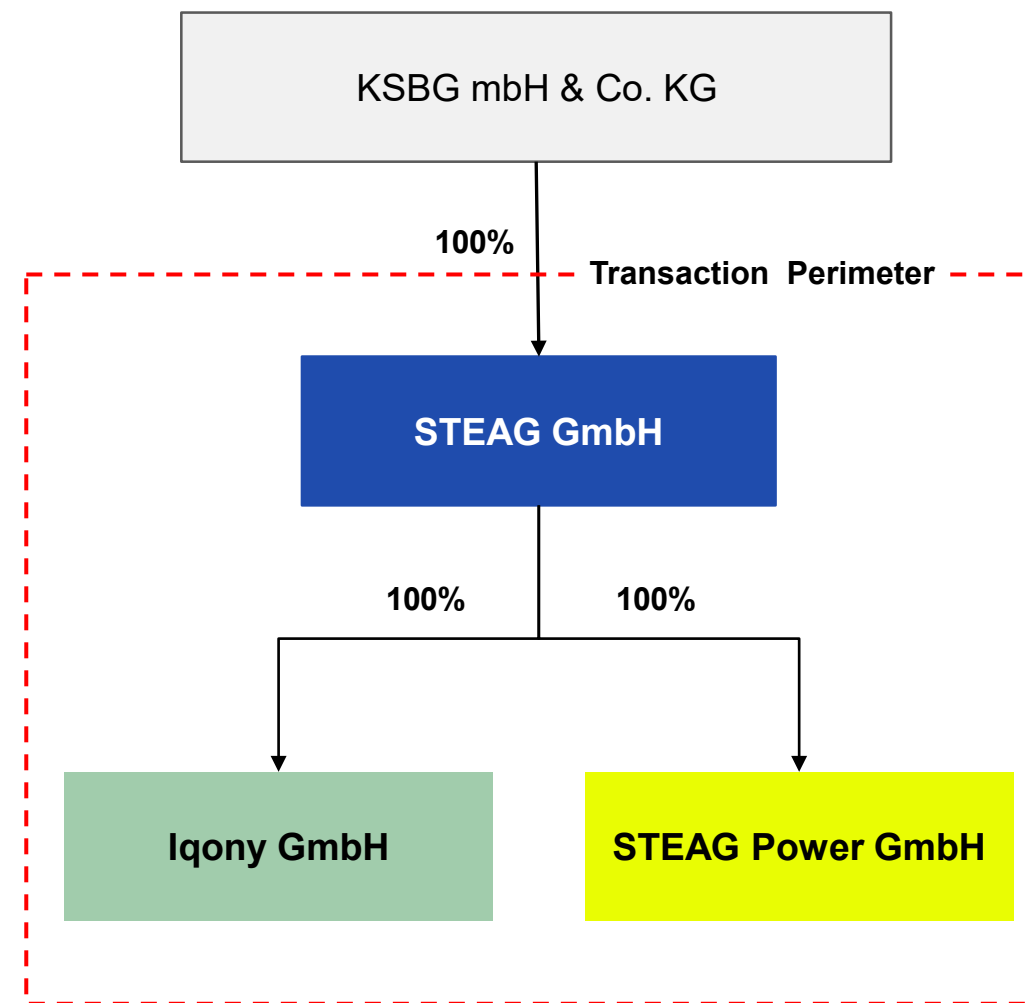 KSBG mbH & Co. KG
100%
Transaction Perimeter
STEAG GmbH
100%
100%
Iqony GmbH
STEAG Power GmbH